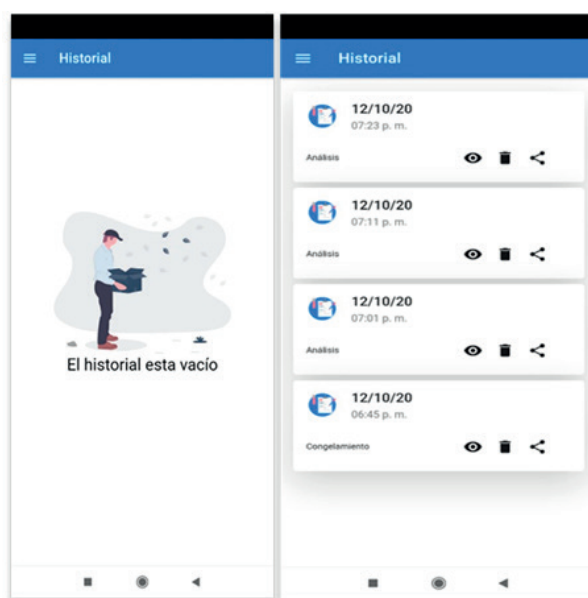 Historial
El historial esta vacío
Historial
12/10/20
07:23 p. m.
Análisis
12/10/20
07:11 p. m.
Análisis
12/10/20
07:01 p. m.
Análisis
12/10/20
06:45 p. m.
Congelamiento